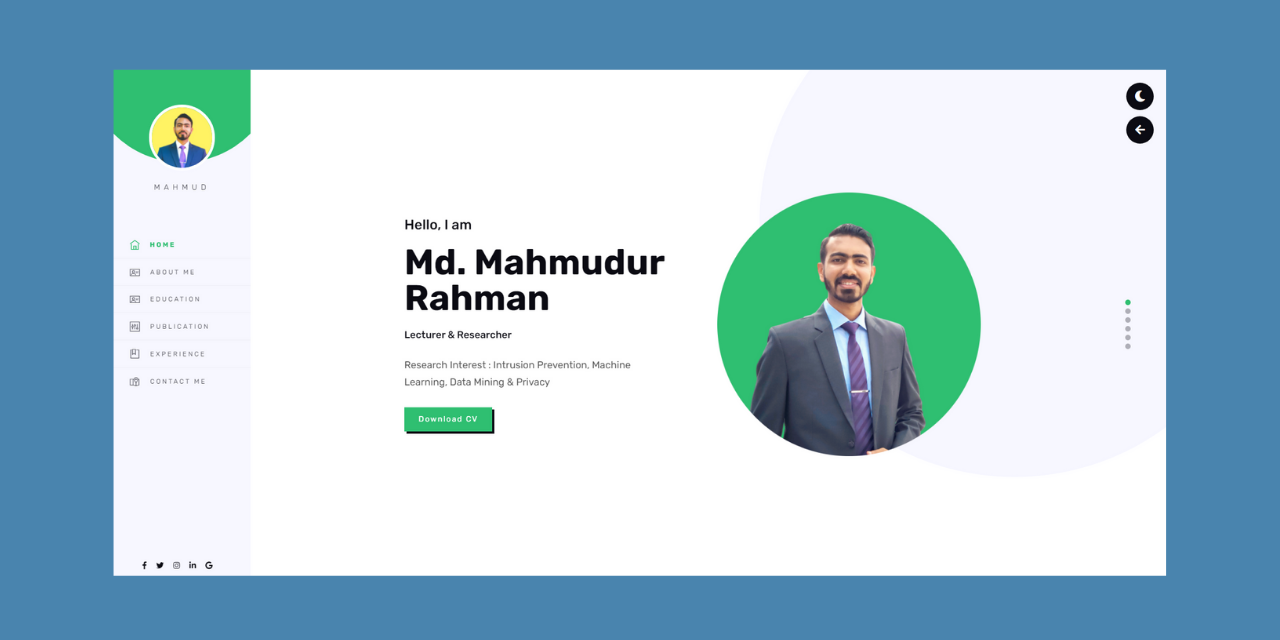 MAHMUD
HOME
ABOUT ME
EDUCATION
PUBLICATION
EXPERIENCE
CONTACT ME
Hello, I am
Md. Mahmudur
Rahman
Lecturer & Researcher
Research Interest : Intrusion Prevention, Machine
Learning, Data Mining & Privacy
Download CV